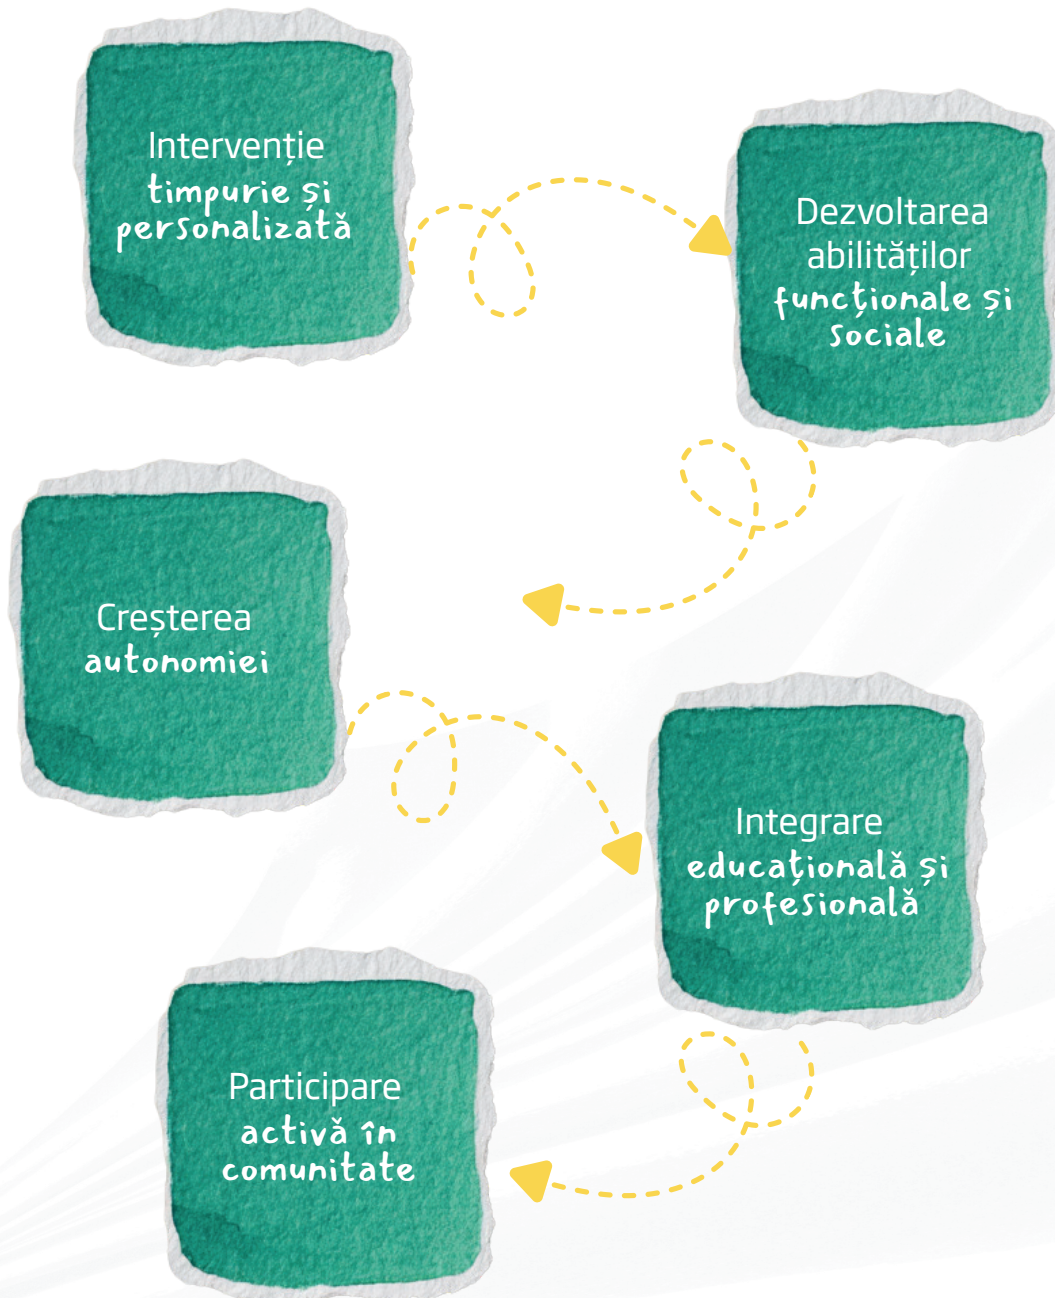 Intervenție
timpurie și
personalizată
Dezvoltarea
abilităților
funcționale și
sociale
Creșterea
autonomiei
Integrare
educațională și
profesională
Participare
activă în
comunitate